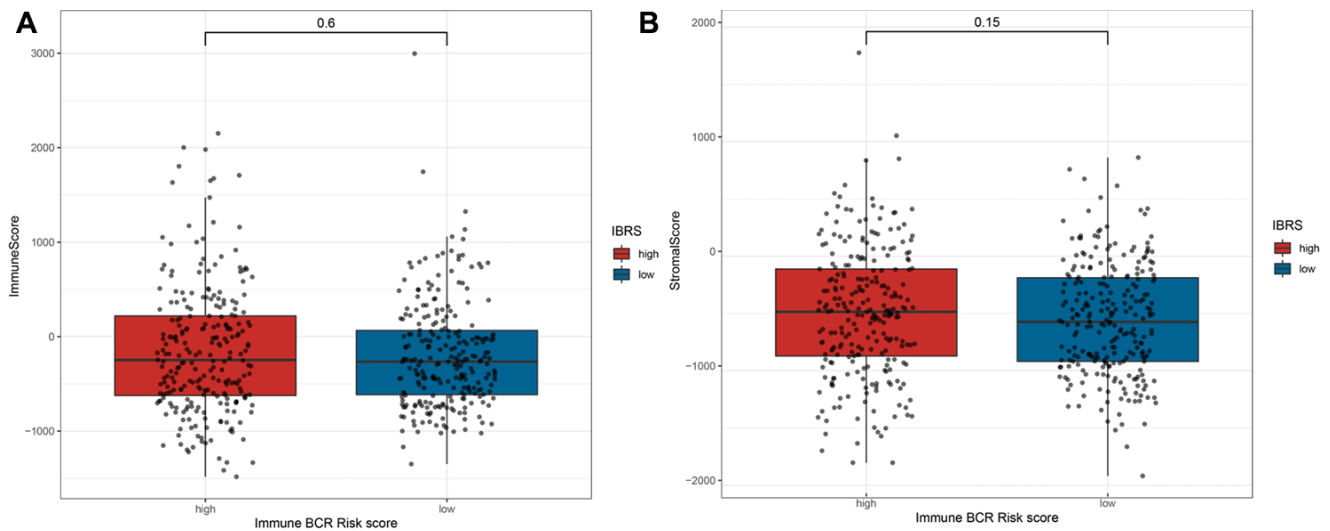 A
0.6
3000
2000
1000
0
−1000
ImmuneScore
high
low
Immune BCR Risk score
IBRS
high
low
B
0.15
2000
1000
0
−1000
−2000
StromalScore
high
low
Immune BCR Risk score
IBRS
high
low